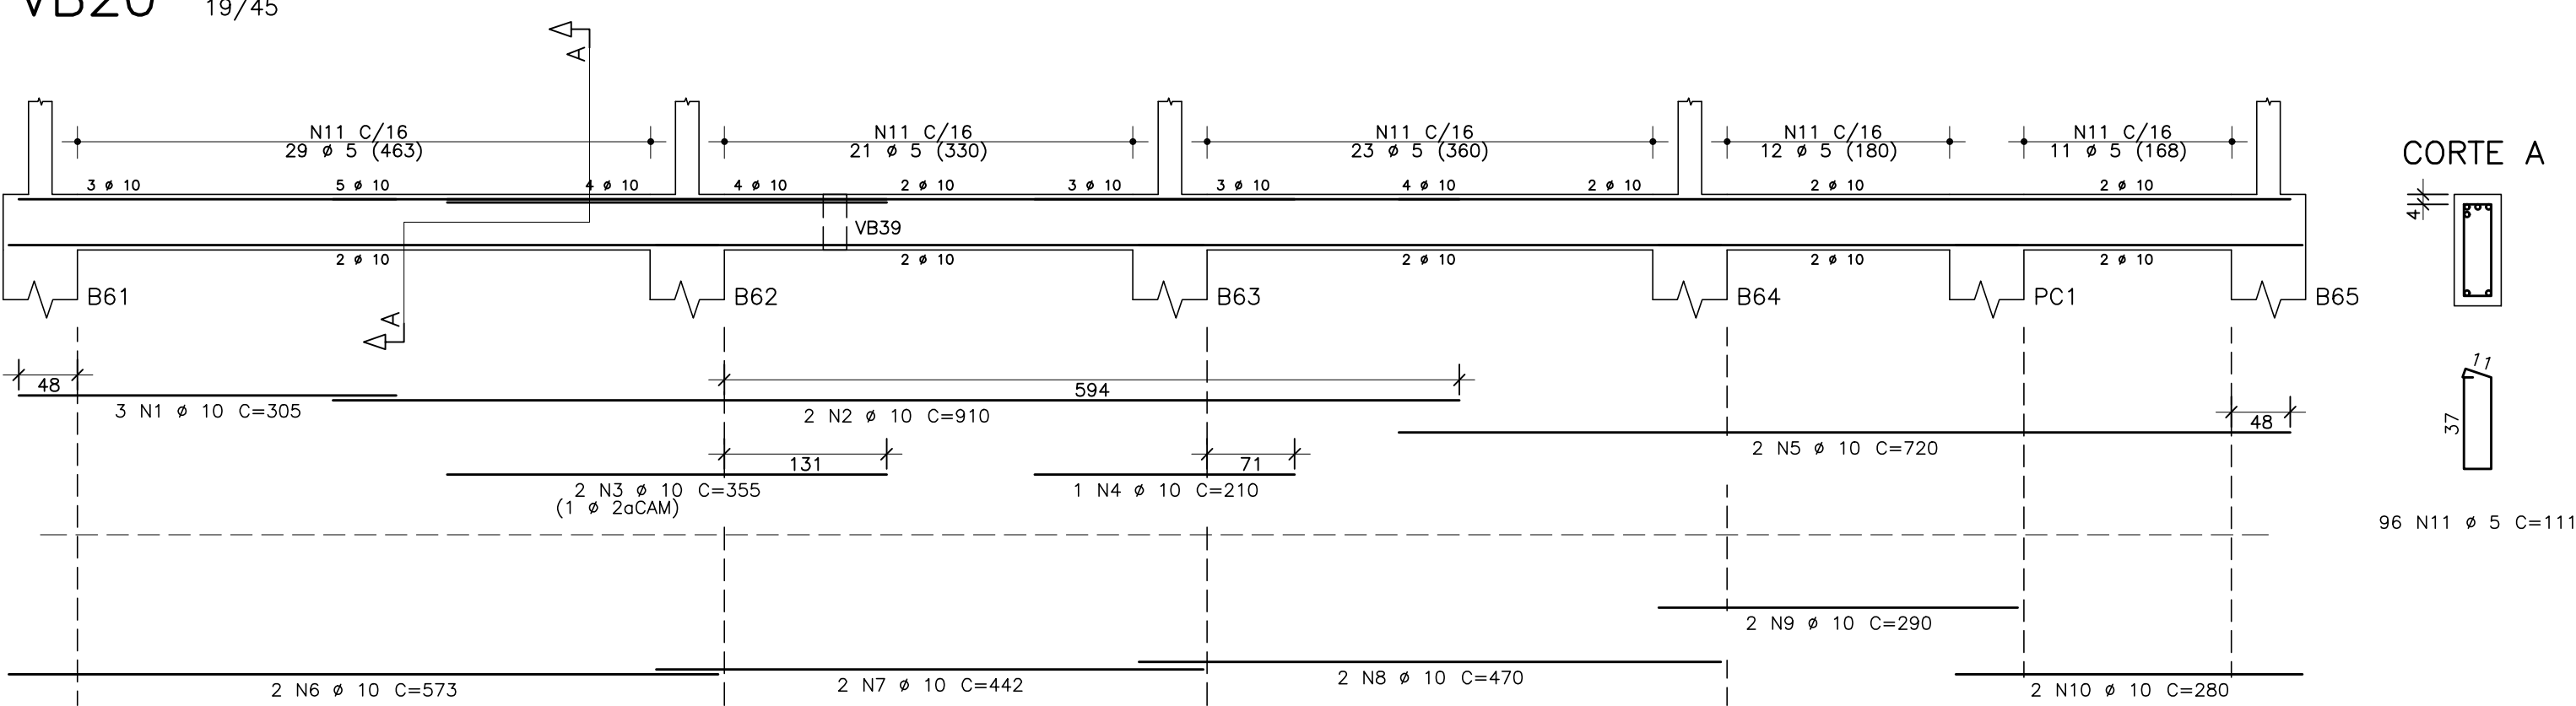 VB20 19/45
A
N11 C/16 N11 C/16 N11 C/16 N11 C/16 N11 C/16
29 ø 5 (463) 21 ø 5 (330) 23 ø 5 (360) 12 ø 5 (180) 11 ø 5 (168)
CORTE A
3 ø 10 5 ø 10 4 ø 10 4 ø 10 2 ø 10 3 ø 10 3 ø 10 4 ø 10 2 ø 10 2 ø 10 2 ø 10
4
VB39
2 ø 10 2 ø 10 2 ø 10 2 ø 10 2 ø 10
B61 B62 B63 B64 PC1 B65
A
11
48
594
3 N1 ø 10 C=305
2 N2 ø 10 C=910
48
37
2 N5 ø 10 C=720
131 71
2 N3 ø 10 C=355
(1 ø 2aCAM)
1 N4 ø 10 C=210
96 N11 ø 5 C=111
2 N9 ø 10 C=290
2 N6 ø 10 C=573
2 N7 ø 10 C=442
2 N8 ø 10 C=470
2 N10 ø 10 C=280